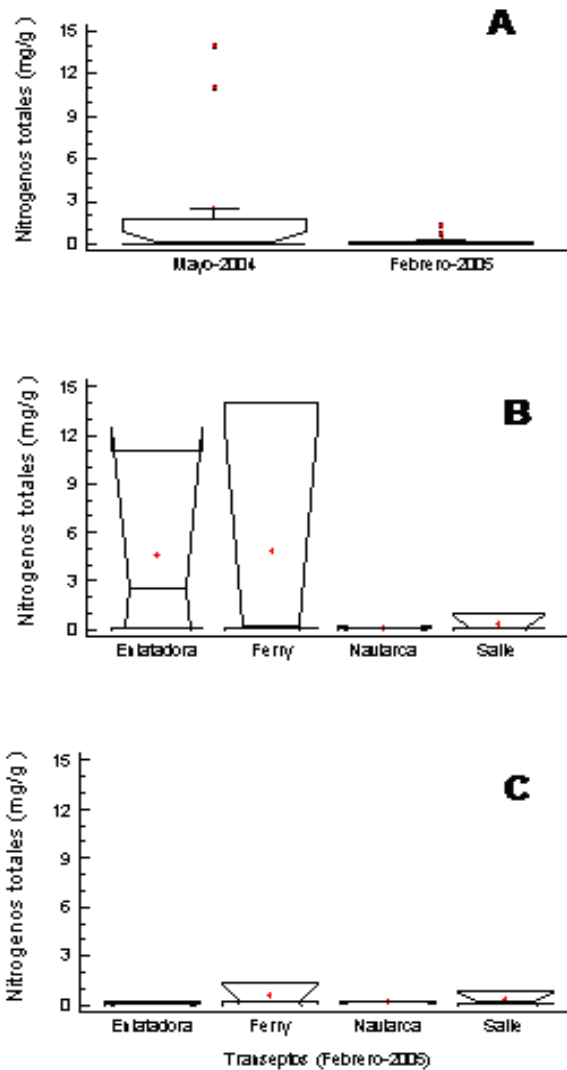 A
Nitrogenos totales (mg/g)
15
12
9
6
3
0
Mayo-2004
Febrero-2005
B
Nitrogenos totales (mg/g )
15
12
9
6
3
0
Enlatadora
Ferry
Nautarca
Salle
C
Nitrogenos totales (mg/g )
15
12
9
6
3
0
Enlatadora
Ferry
Nautarca
Salle
Transeptos (Febrero-2005)